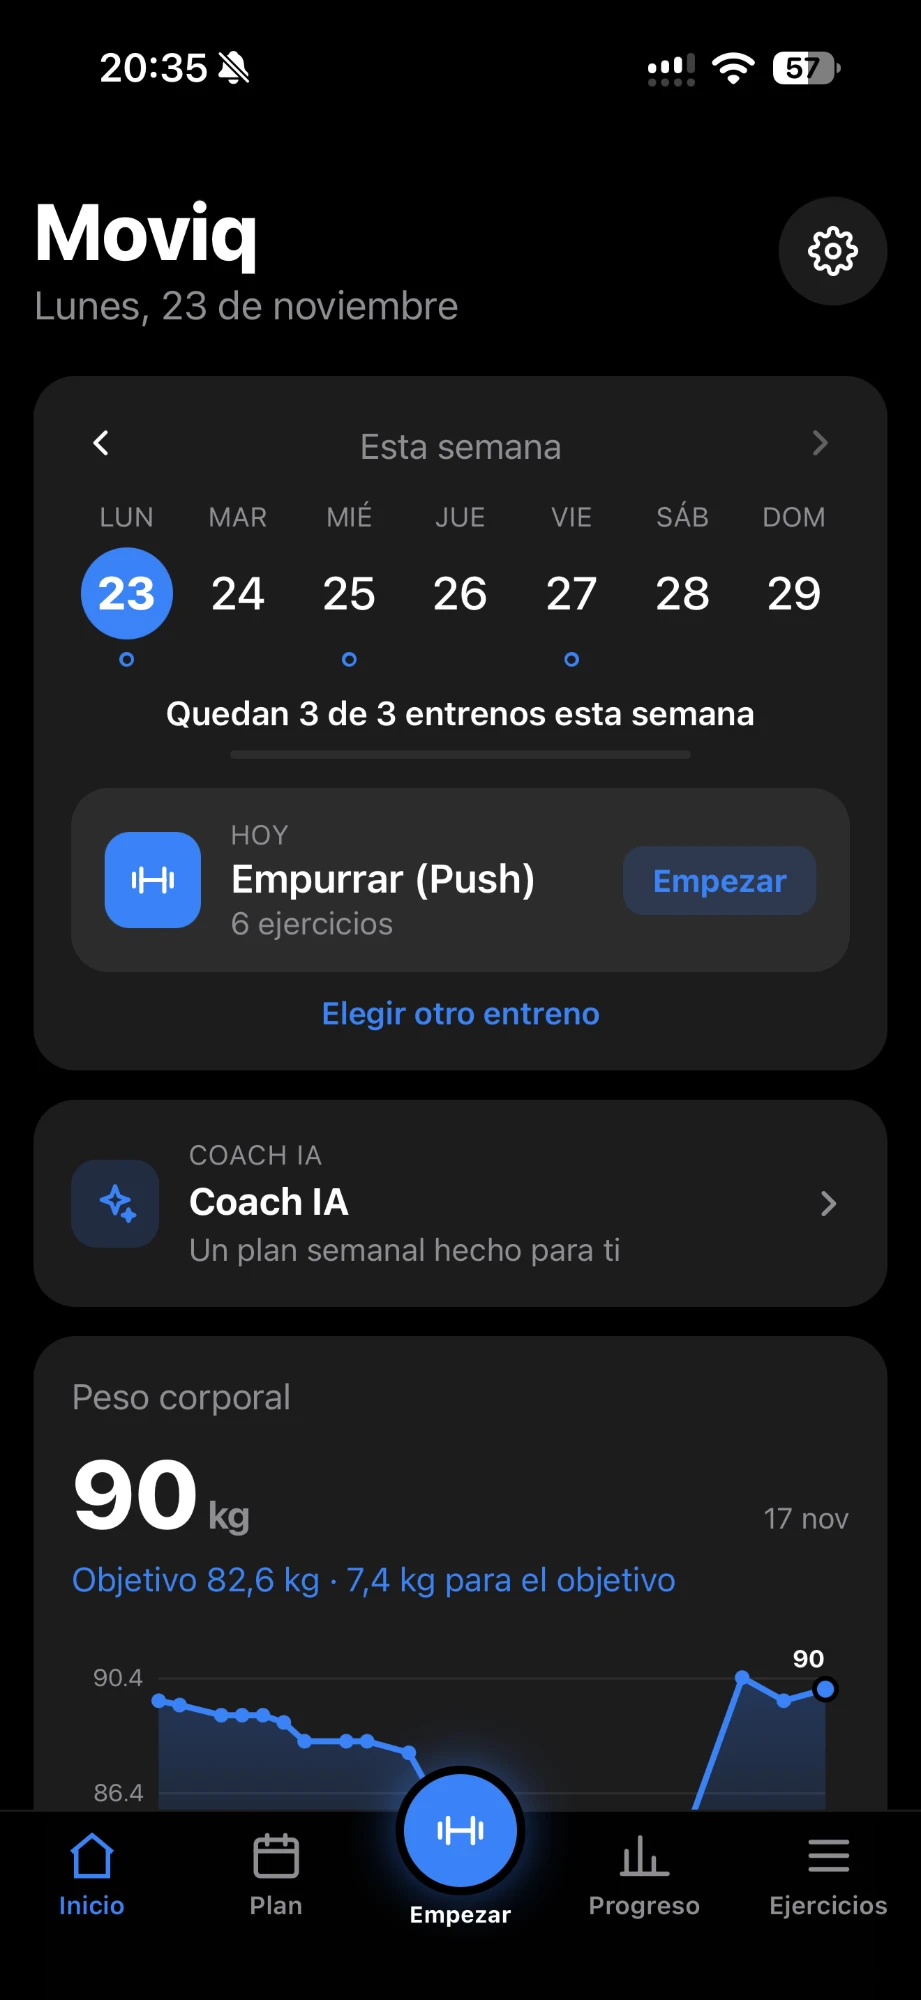 20:35
57
Moviq
Lunes, 23 de noviembre
Esta semana
LUN MAR MIÉ JUE VIE SÁB DOM
23 24 25 26 27 28 29
Quedan 3 de 3 entrenos esta semana
HOY
Empurrar (Push)
6 ejercicios
Empezar
Elegir otro entreno
COACH IA
Coach IA
Un plan semanal hecho para ti
Peso corporal
90 kg
17 nov
Objetivo 82,6 kg · 7,4 kg para el objetivo
90
90.4
86.4
Inicio
Plan
Empezar
Progreso
Ejercicios